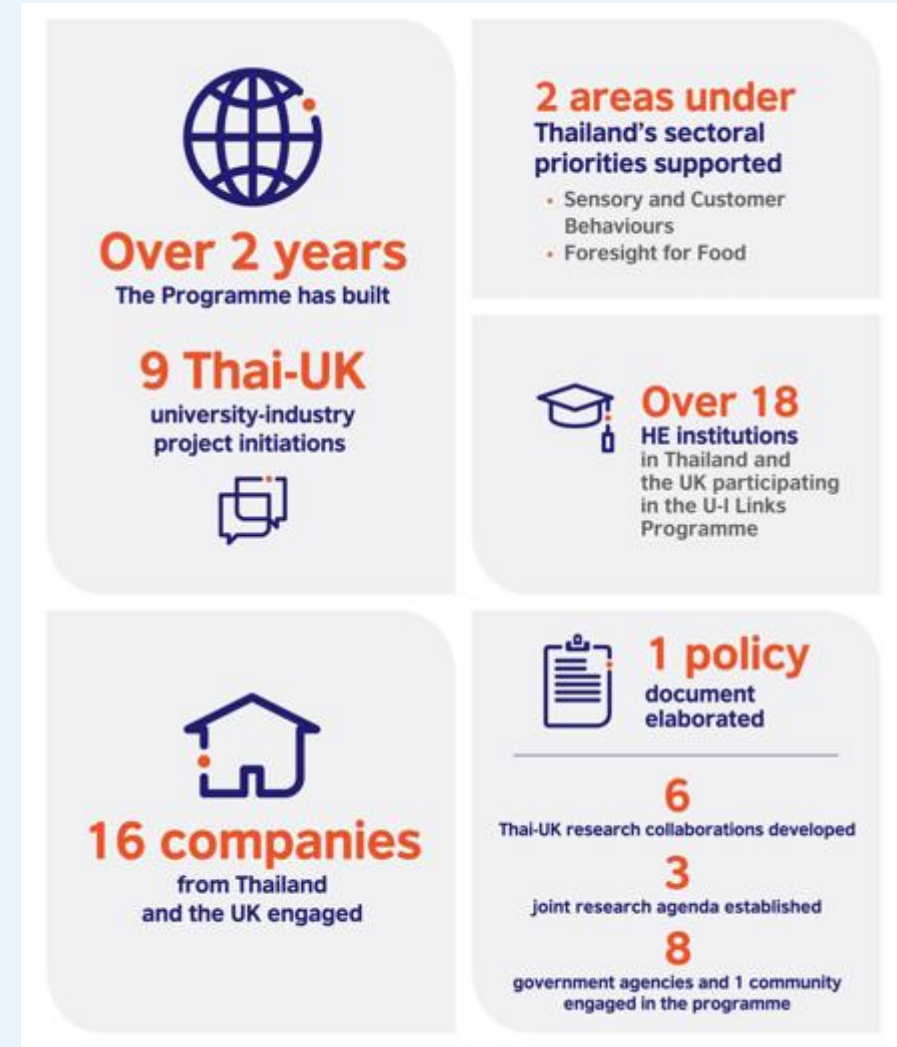 Over 2 years
The Programme has built
9 Thai-UK
university-industry
project initiations
2 areas under
Thailand's sectoral
priorities supported
• Sensory and Customer
Behaviours
• Foresight for Food
Over 18
HE institutions
in Thailand and
the UK participating
in the U-I Links
Programme
16 companies
from Thailand
and the UK engaged
1 policy
document
elaborated
6
Thai-UK research collaborations developed
3
joint research agenda established
8
government agencies and 1 community
engaged in the programme